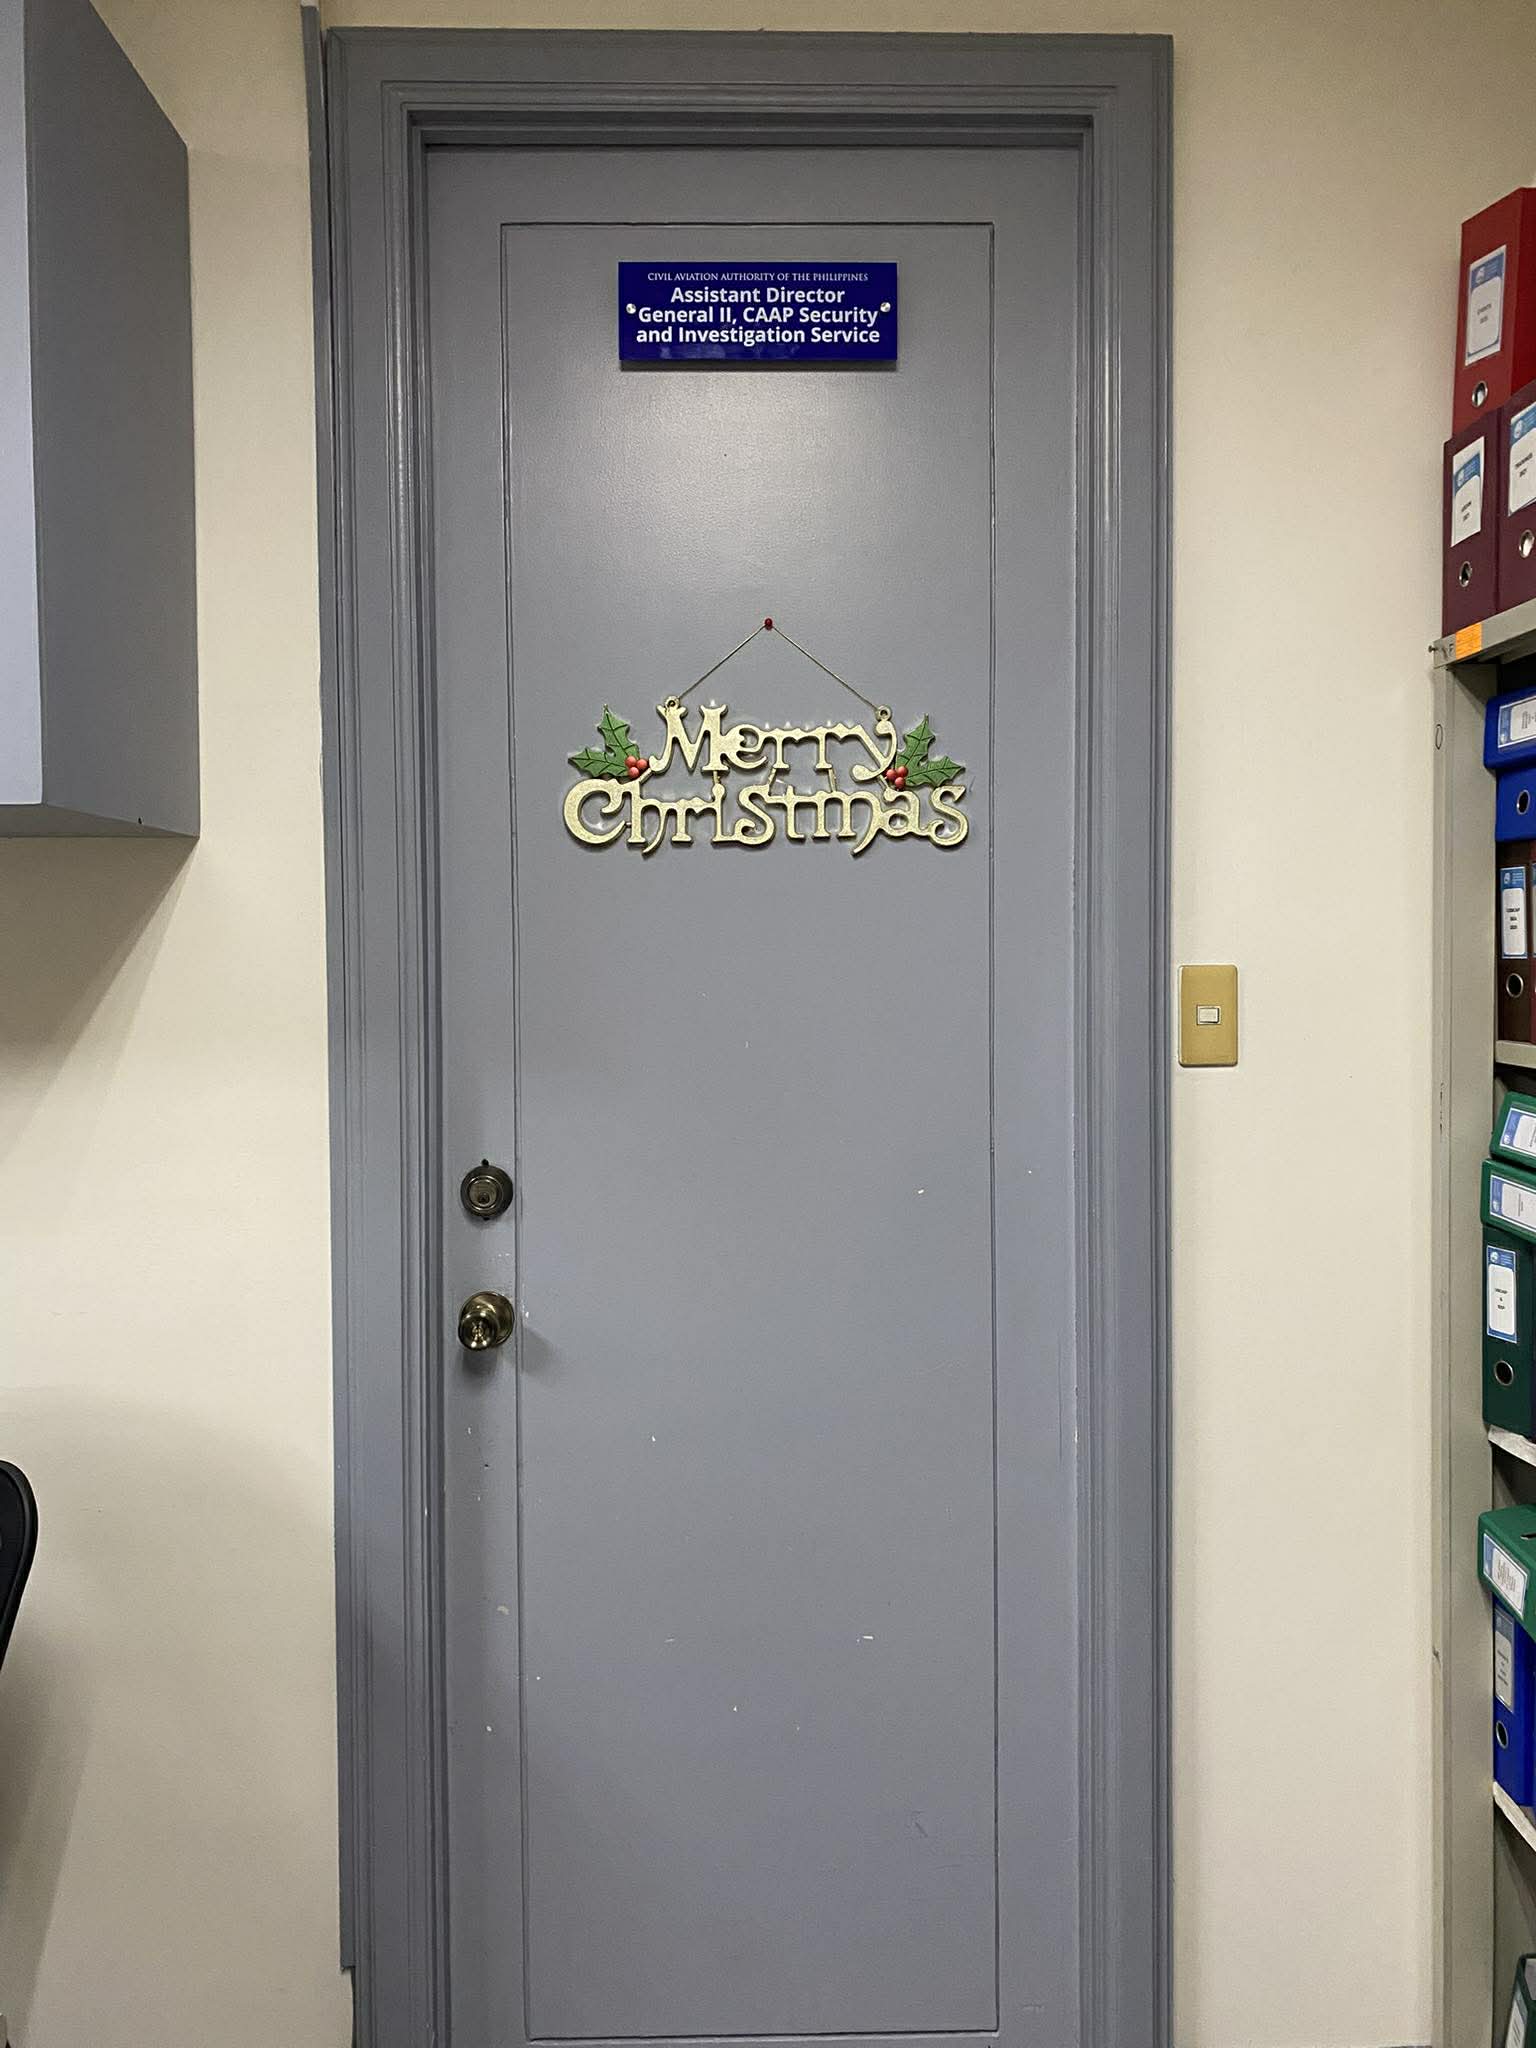 CIVIL AVIATION AUTHORITY OF THE PHILIPPINES
Assistant Director
General II, CAAP Security
and Investigation Service
Merry
Christmas